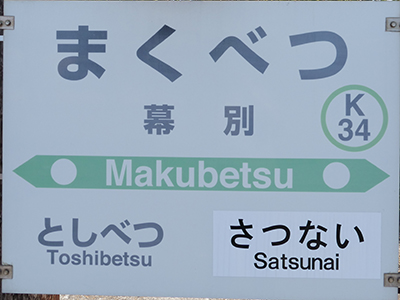 まくべつ
幕別
K
34
Makubetsu
としべつ
Toshibetsu
さつない
Satsunai